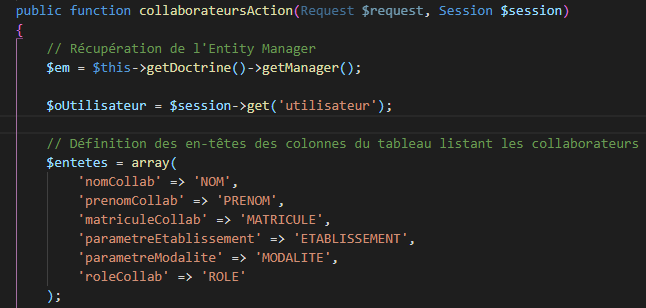 public function collaborateursAction(Request $request, Session $session)
{
// Récupération de l'Entity Manager
$em = $this->getDoctrine()->getManager();
$oUtilisateur = $session->get('utilisateur');
// Définition des en-têtes des colonnes du tableau listant les collaborateurs
$entetes = array(
'nomCollab' => 'NOM',
'prenomCollab' => 'PRENOM',
'matriculeCollab' => 'MATRICULE',
'parametreEtablissement' => 'ETABLISSEMENT',
'parametreModalite' => 'MODALITE',
'roleCollab' => 'ROLE'
);